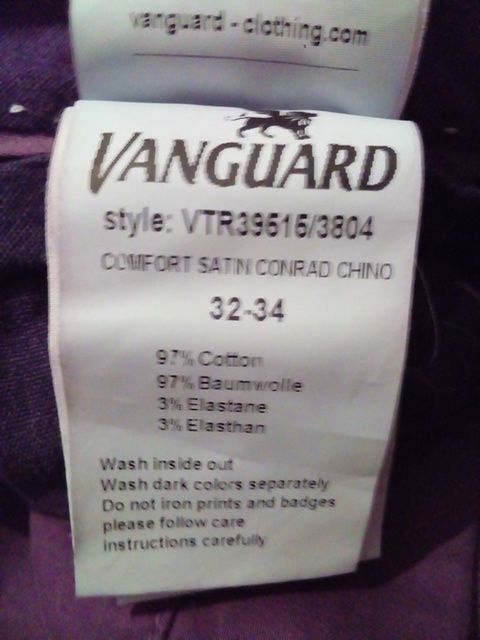 vanguard-clothing.com
VANGUARD
style: VTR39515/3804
COMFORT SATIN CONRAD CHINO
32-34
97% Cotton
97% Baumwolle
3% Elastane
3% Elasthan
Wash inside out
Wash dark colors separately
Do not iron prints and badges
please follow care
instructions carefully